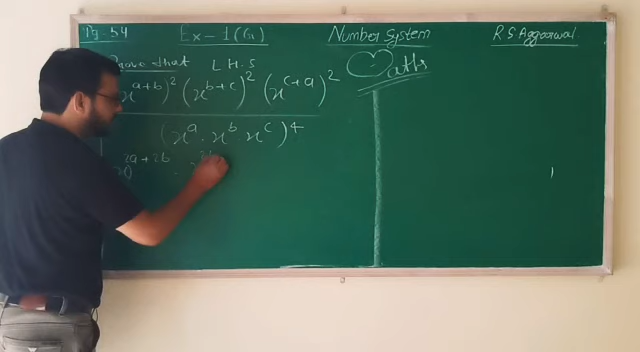 Pg. 54 Ex-1(G) Number System R S Aggarwal
Prove that L.H.S Maths
x^{a+b})^2 (x^{b+c})^2 (x^{c+a})^2
(x^a . x^b . x^c)^4
x^{2a+2b} .